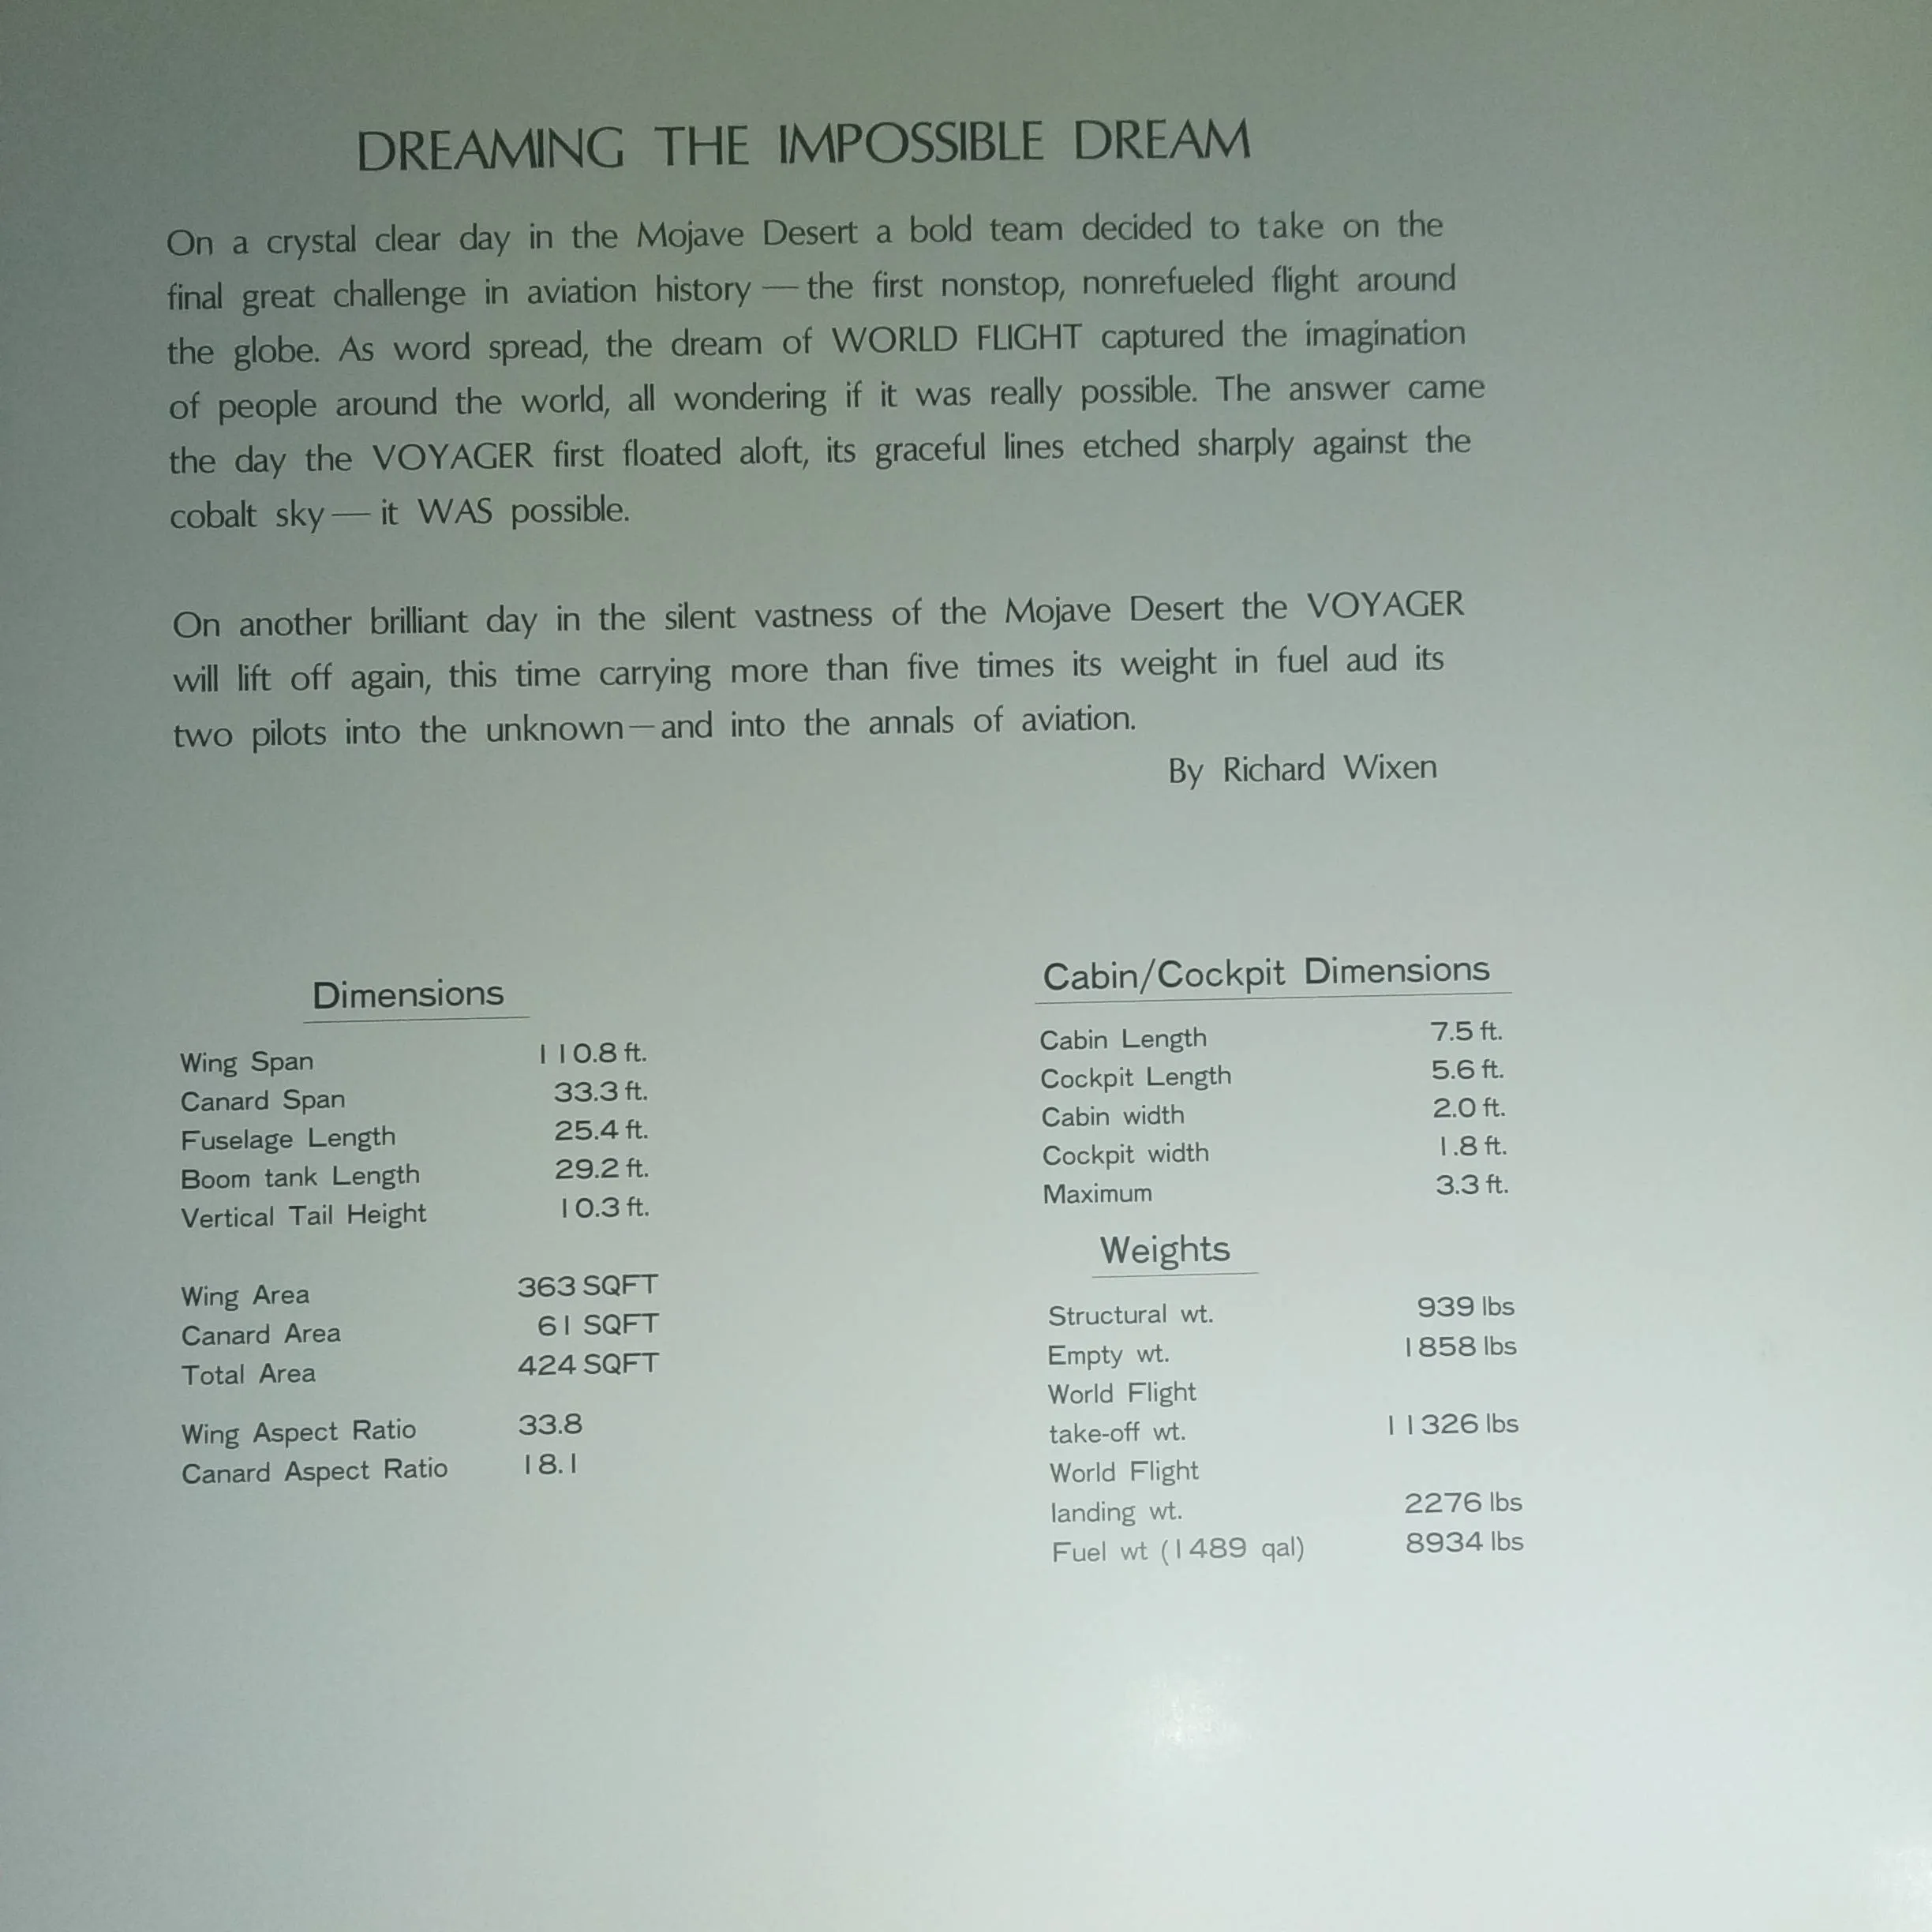 DREAMING THE IMPOSSIBLE DREAM
On a crystal clear day in the Mojave Desert a bold team decided to take on the
final great challenge in aviation history — the first nonstop, nonrefueled flight around
the globe. As word spread, the dream of WORLD FLIGHT captured the imagination
of people around the world, all wondering if it was really possible. The answer came
the day the VOYAGER first floated aloft, its graceful lines etched sharply against the
cobalt sky — it WAS possible.
On another brilliant day in the silent vastness of the Mojave Desert the VOYAGER
will lift off again, this time carrying more than five times its weight in fuel aud its
two pilots into the unknown — and into the annals of aviation.
By Richard Wixen
Dimensions
Wing Span 110.8 ft.
Canard Span 33.3 ft.
Fuselage Length 25.4 ft.
Boom tank Length 29.2 ft.
Vertical Tail Height 10.3 ft.
Wing Area 363 SQFT
Canard Area 61 SQFT
Total Area 424 SQFT
Wing Aspect Ratio 33.8
Canard Aspect Ratio 18.1
Cabin/Cockpit Dimensions
Cabin Length 7.5 ft.
Cockpit Length 5.6 ft.
Cabin width 2.0 ft.
Cockpit width 1.8 ft.
Maximum 3.3 ft.
Weights
Structural wt. 939 lbs
Empty wt. 1858 lbs
World Flight
take-off wt. 11326 lbs
World Flight
landing wt. 2276 lbs
Fuel wt (1489 qal) 8934 lbs